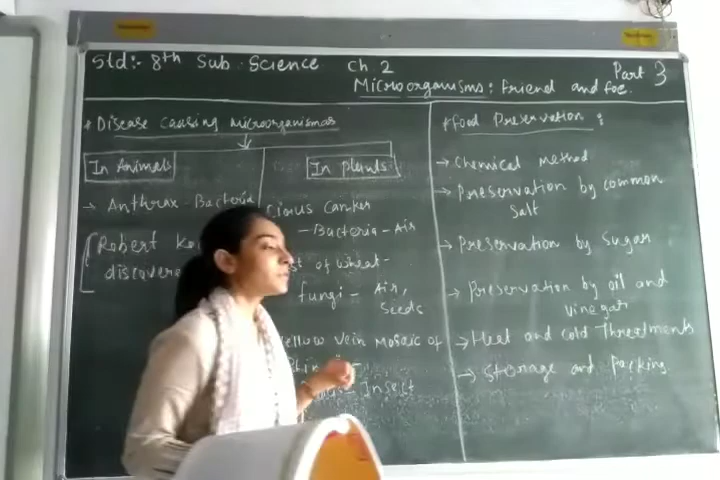 Std:- 8th Sub. Science Ch. 2 Part 3
Microorganisms: Friend and foe.
* Disease Causing Microorganismas
In Animals
In plants
→ Anthrax - Bacteria
Robert
discovere
Citrus Canker
- Bacteria - Air
of wheat -
fungi - Air,
Seeds
Yellow vein Mosaic of
- Insect
* Food Preservation :
→ Chemical Method
→ Preservation by common
Salt
→ Preservation by Sugar
→ Preservation by oil and
vinegar
→ Heat and Cold Threatments
→ Storage and Packing